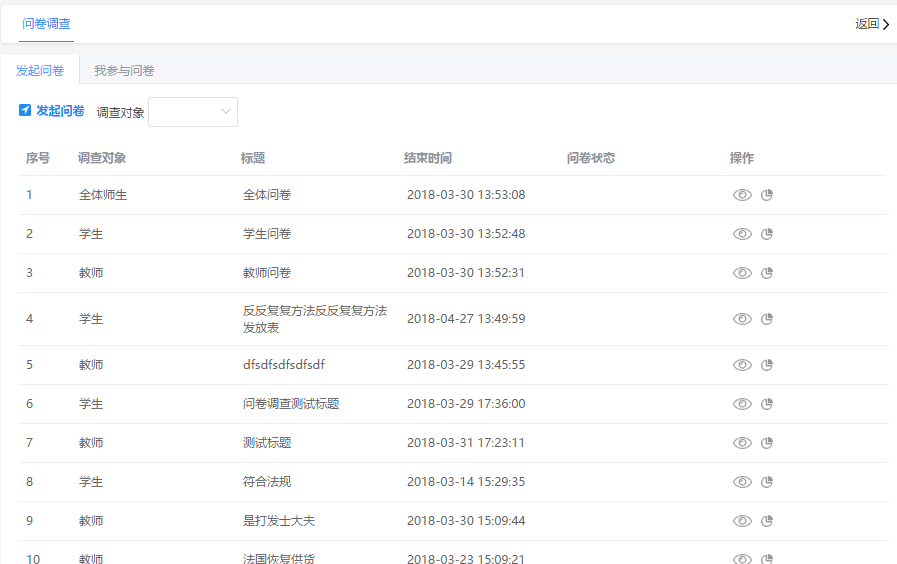 问卷调查 返回
发起问卷 我参与问卷
发起问卷 调查对象
序号 调查对象 标题 结束时间 问卷状态 操作
1 全体师生 全体问卷 2018-03-30 13:53:08
2 学生 学生问卷 2018-03-30 13:52:48
3 教师 教师问卷 2018-03-30 13:52:31
4 学生 反反复复方法反反复复方法 2018-04-27 13:49:59
发放表
5 教师 dfsdfsdfsdfsdf 2018-03-29 13:45:55
6 学生 问卷调查测试标题 2018-03-29 17:36:00
7 教师 测试标题 2018-03-31 17:23:11
8 学生 符合法规 2018-03-14 15:29:35
9 教师 是打发士大夫 2018-03-30 15:09:44
10 教师 法国恢复供货 2018-03-23 15:09:21